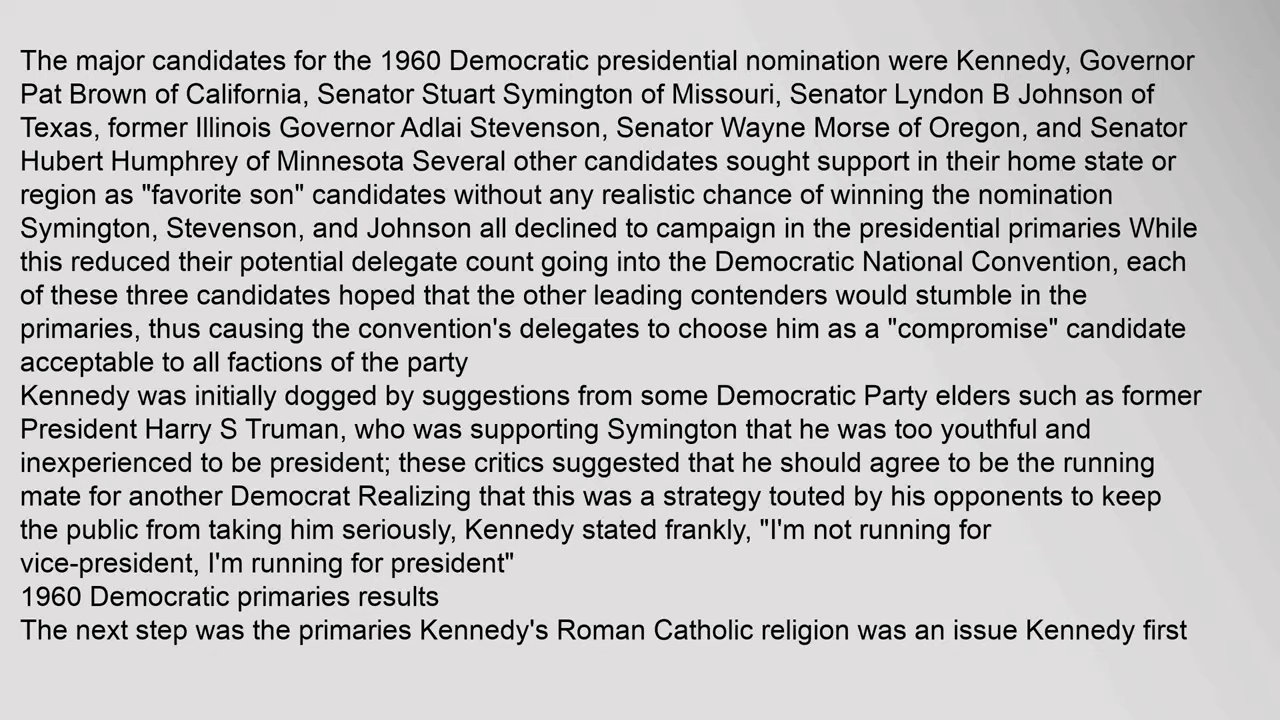 The major candidates for the 1960 Democratic presidential nomination were Kennedy, Governor
Pat Brown of California, Senator Stuart Symington of Missouri, Senator Lyndon B Johnson of
Texas, former Illinois Governor Adlai Stevenson, Senator Wayne Morse of Oregon, and Senator
Hubert Humphrey of Minnesota Several other candidates sought support in their home state or
region as "favorite son" candidates without any realistic chance of winning the nomination
Symington, Stevenson, and Johnson all declined to campaign in the presidential primaries While
this reduced their potential delegate count going into the Democratic National Convention, each
of these three candidates hoped that the other leading contenders would stumble in the
primaries, thus causing the convention's delegates to choose him as a "compromise" candidate
acceptable to all factions of the party
Kennedy was initially dogged by suggestions from some Democratic Party elders such as former
President Harry S Truman, who was supporting Symington that he was too youthful and
inexperienced to be president; these critics suggested that he should agree to be the running
mate for another Democrat Realizing that this was a strategy touted by his opponents to keep
the public from taking him seriously, Kennedy stated frankly, "I'm not running for
vice-president, I'm running for president"
1960 Democratic primaries results
The next step was the primaries Kennedy's Roman Catholic religion was an issue Kennedy first